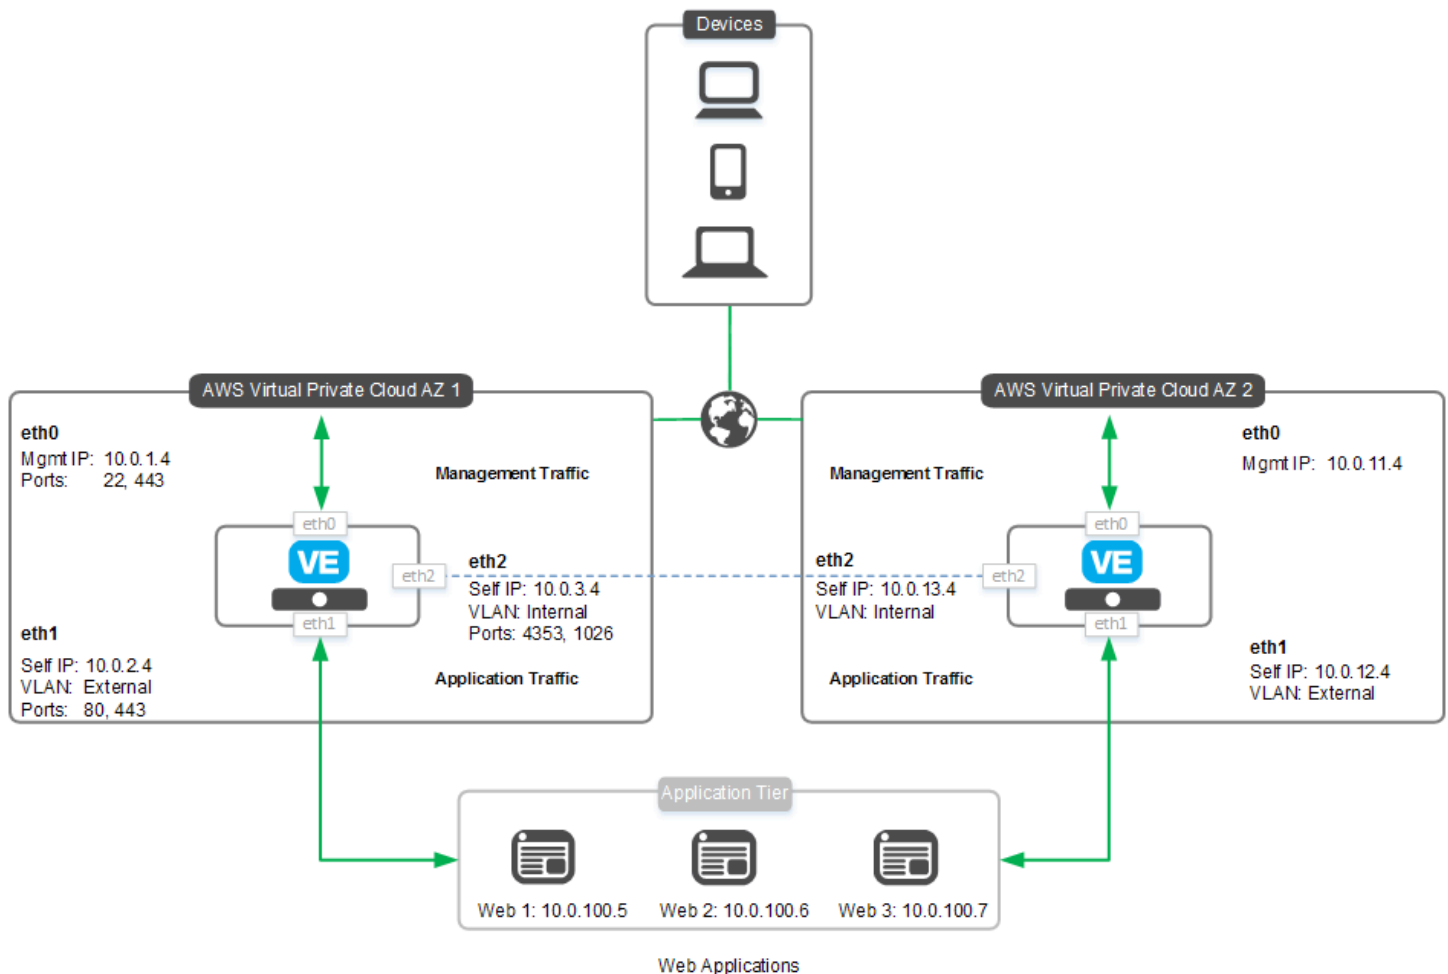 Devices
AWS Virtual Private Cloud AZ 1
eth0
Mgmt IP: 10.0.1.4
Ports: 22, 443
Management Traffic
eth0
VE
eth2
eth1
eth2
Self IP: 10.0.3.4
VLAN: Internal
Ports: 4353, 1026
eth1
Self IP: 10.0.2.4
VLAN: External
Ports: 80, 443
Application Traffic
AWS Virtual Private Cloud AZ 2
eth0
Mgmt IP: 10.0.11.4
Management Traffic
eth0
VE
eth2
eth1
eth2
Self IP: 10.0.13.4
VLAN: Internal
eth1
Self IP: 10.0.12.4
VLAN: External
Application Traffic
Application Tier
Web 1: 10.0.100.5
Web 2: 10.0.100.6
Web 3: 10.0.100.7
Web Applications